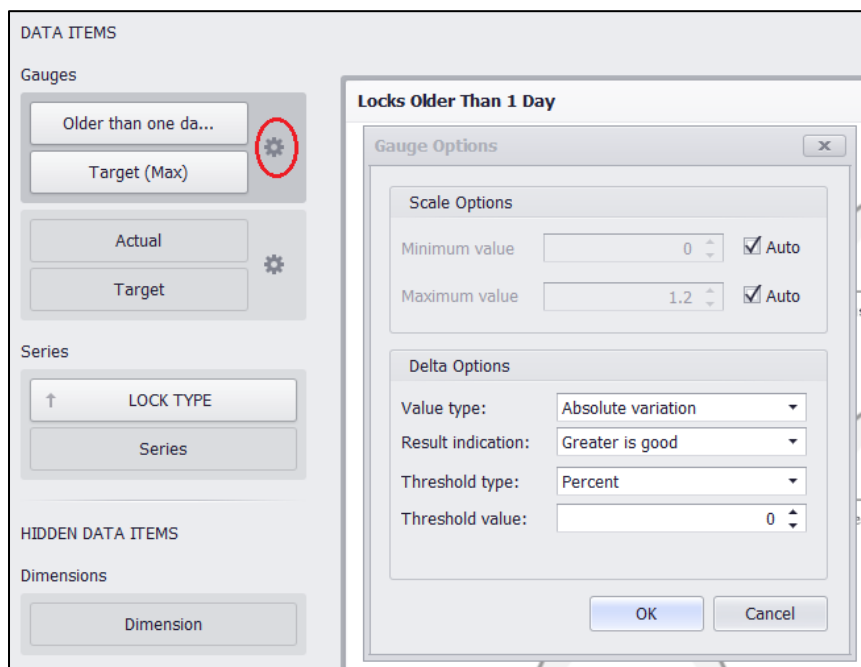 DATA ITEMS
Gauges
Older than one da...
Target (Max)
Actual
Target
Series
↑ LOCK TYPE
Series
HIDDEN DATA ITEMS
Dimensions
Dimension
Locks Older Than 1 Day
Gauge Options
Scale Options
Minimum value 0 Auto
Maximum value 1.2 Auto
Delta Options
Value type: Absolute variation
Result indication: Greater is good
Threshold type: Percent
Threshold value: 0
OK Cancel